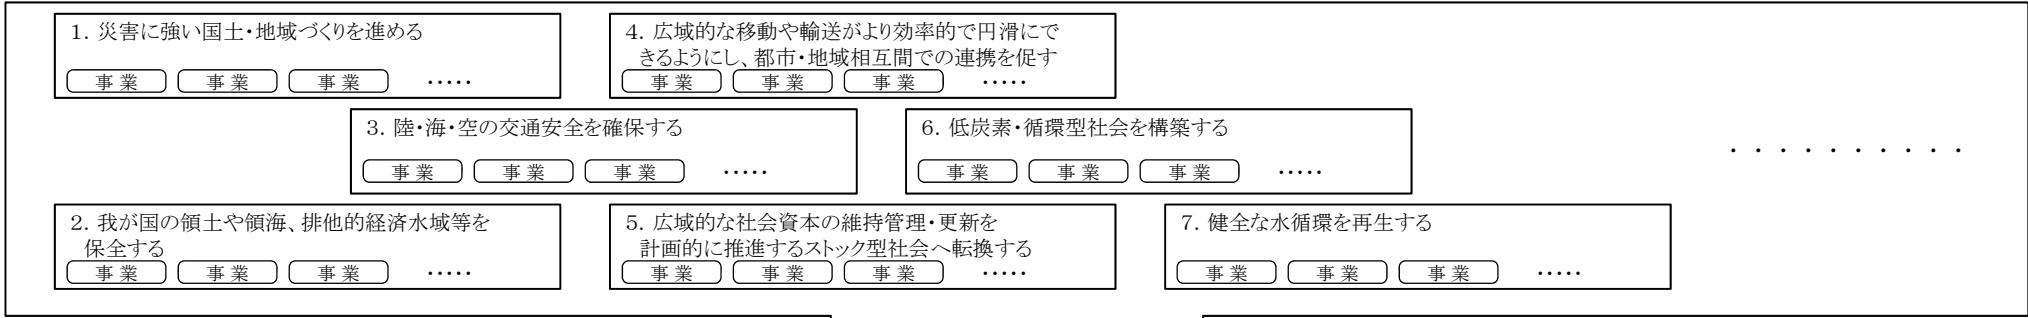 1. 災害に強い国土・地域づくりを進める
事 業 事 業 事 業 ・・・・・
4. 広域的な移動や輸送がより効率的で円滑にで
きるようにし、都市・地域相互間での連携を促す
事 業 事 業 事 業 ・・・・・
3. 陸・海・空の交通安全を確保する
事 業 事 業 事 業 ・・・・・
6. 低炭素・循環型社会を構築する
事 業 事 業 事 業 ・・・・・
・ ・ ・ ・ ・ ・ ・ ・ ・ ・
2. 我が国の領土や領海、排他的経済水域等を
保全する
事 業 事 業 事 業 ・・・・・
5. 広域的な社会資本の維持管理・更新を
計画的に推進するストック型社会へ転換する
事 業 事 業 事 業 ・・・・・
7. 健全な水循環を再生する
事 業 事 業 事 業 ・・・・・